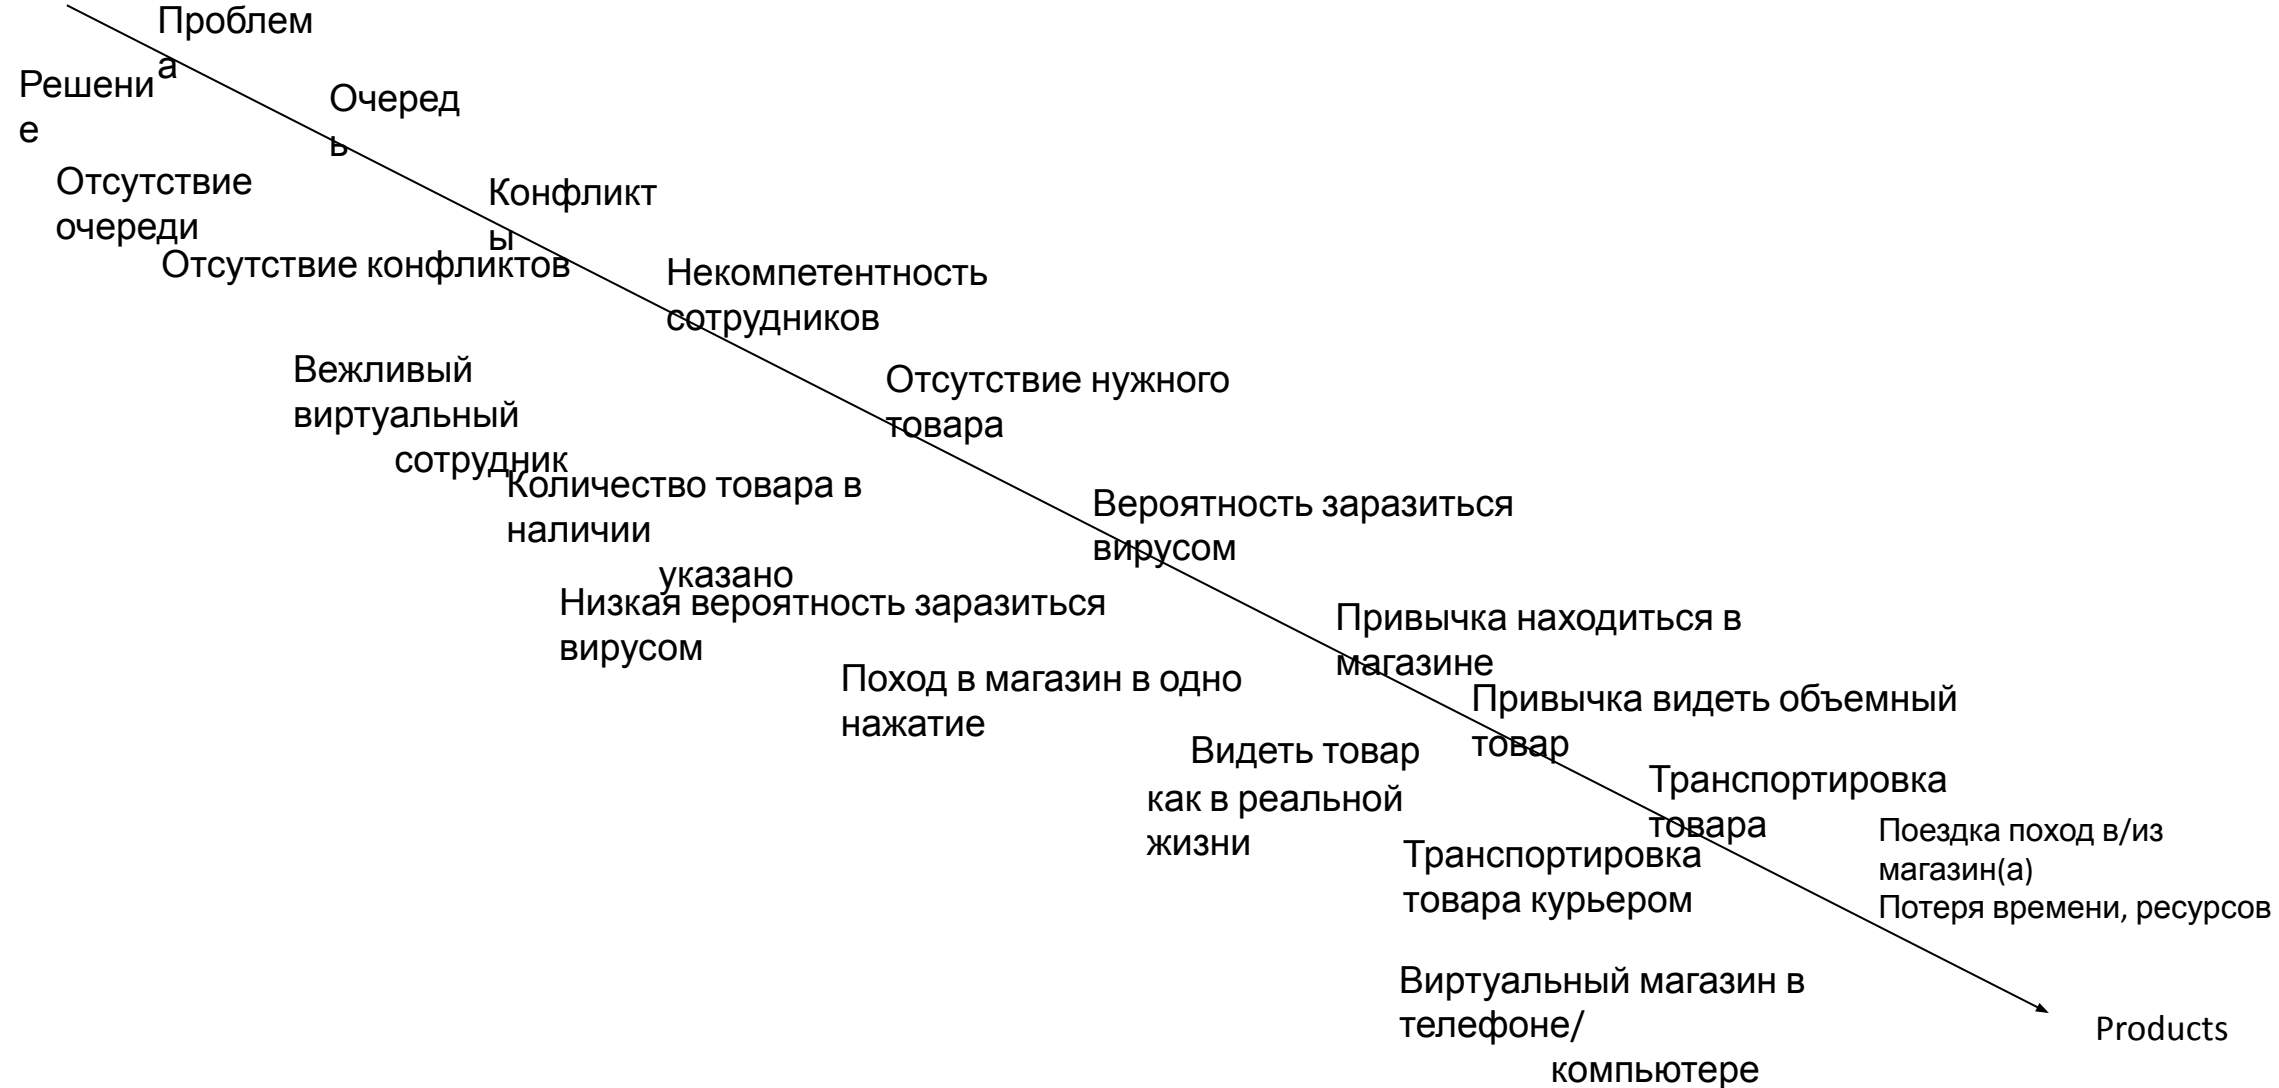 Проблем
а
Решени
е
Очеред
ь
Отсутствие
очереди
Конфликт
ы
Отсутствие конфликтов
Некомпетентность
сотрудников
Вежливый
виртуальный
сотрудник
Отсутствие нужного
товара
Количество товара в
наличии
указано
Вероятность заразиться
вирусом
Низкая вероятность заразиться
вирусом
Привычка находиться в
магазине
Поход в магазин в одно
нажатие
Привычка видеть объемный
товар
Видеть товар
как в реальной
жизни
Транспортировка
товара
Транспортировка
товара курьером
Поездка поход в/из
магазин(а)
Потеря времени, ресурсов
Виртуальный магазин в
телефоне/
компьютере
Products